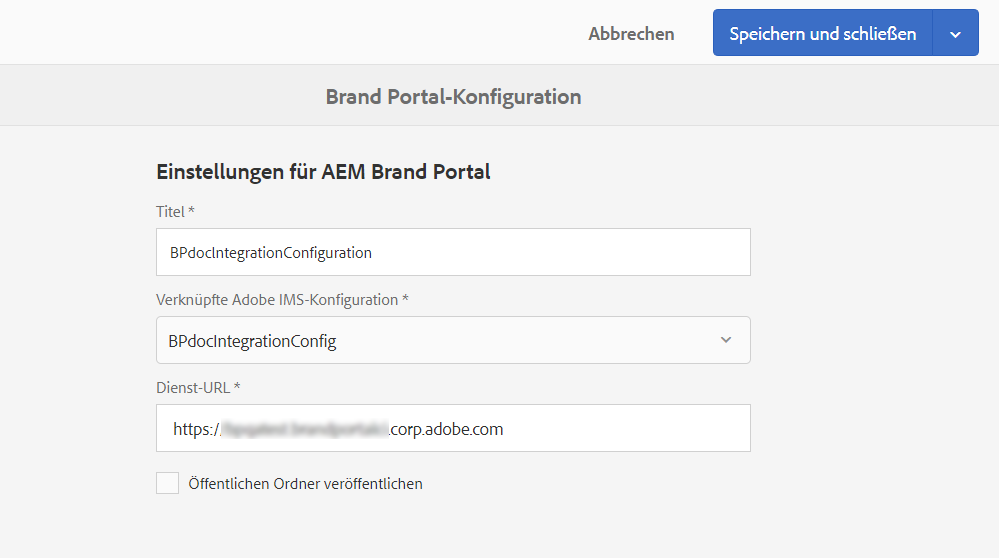 Abbrechen
Speichern und schließen
Brand Portal-Konfiguration
Einstellungen für AEM Brand Portal
Titel *
BPdocIntegrationConfiguration
Verknüpfte Adobe IMS-Konfiguration *
BPdocIntegrationConfig
Dienst-URL *
https:/ .corp.adobe.com
Öffentlichen Ordner veröffentlichen